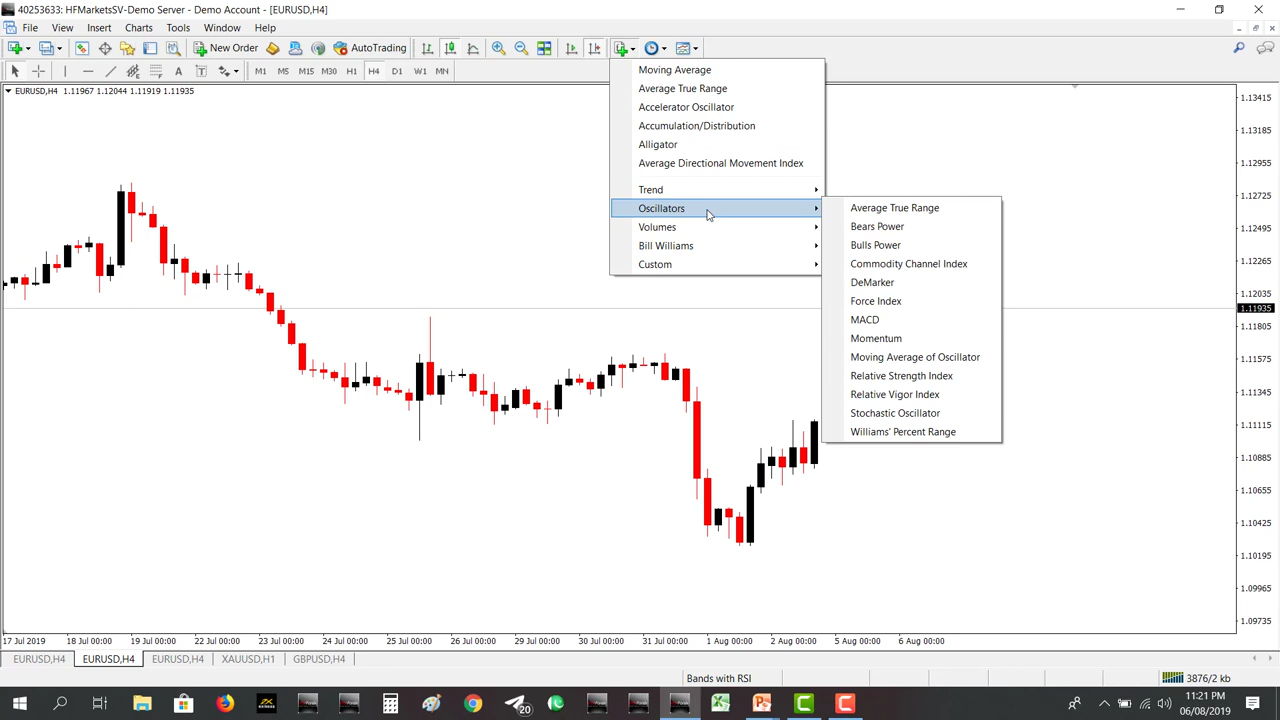 40253633: HFMarketsSV-Demo Server - Demo Account - [EURUSD,H4]
File View Insert Charts Tools Window Help
New Order AutoTrading
A T M1 M5 M15 M30 H1 H4 D1 W1 MN
EURUSD,H4 1.11967 1.12044 1.11919 1.11935
Moving Average
Average True Range
Accelerator Oscillator
Accumulation/Distribution
Alligator
Average Directional Movement Index
Trend
Oscillators
Volumes
Bill Williams
Custom
Average True Range
Bears Power
Bulls Power
Commodity Channel Index
DeMarker
Force Index
MACD
Momentum
Moving Average of Oscillator
Relative Strength Index
Relative Vigor Index
Stochastic Oscillator
Williams' Percent Range
1.13415
1.13185
1.12955
1.12725
1.12495
1.12265
1.12035
1.11935
1.11805
1.11575
1.11345
1.11115
1.10885
1.10655
1.10425
1.10195
1.09965
1.09735
17 Jul 2019 18 Jul 00:00 19 Jul 00:00 22 Jul 00:00 23 Jul 00:00 24 Jul 00:00 25 Jul 00:00 26 Jul 00:00 29 Jul 00:00 30 Jul 00:00 31 Jul 00:00 1 Aug 00:00 2 Aug 00:00 5 Aug 00:00 6 Aug 00:00
EURUSD,H4 EURUSD,H4 EURUSD,H4 XAUUSD,H1 GBPUSD,H4
Bands with RSI 3876/2 kb
20
11:21 PM
06/08/2019